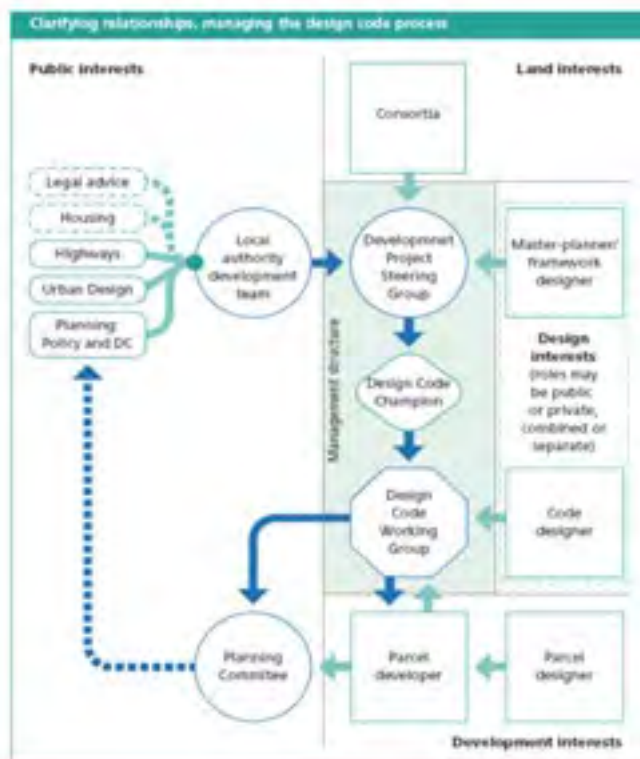 Clarifying relationships, managing the design code process
Public interests
Land interests
Consortia
Legal advice
Housing
Highways
Urban Design
Planning
Policy and DC
Local
authority
development
team
Developmnet
Project
Steering
Group
Master-planner/
framework
designer
Management structure
Design Code
Champion
Design
interests
(roles may
be public
or private,
combined or
separate)
Design
Code
Working
Group
Code
designer
Planning
Committee
Parcel
developer
Parcel
designer
Development interests